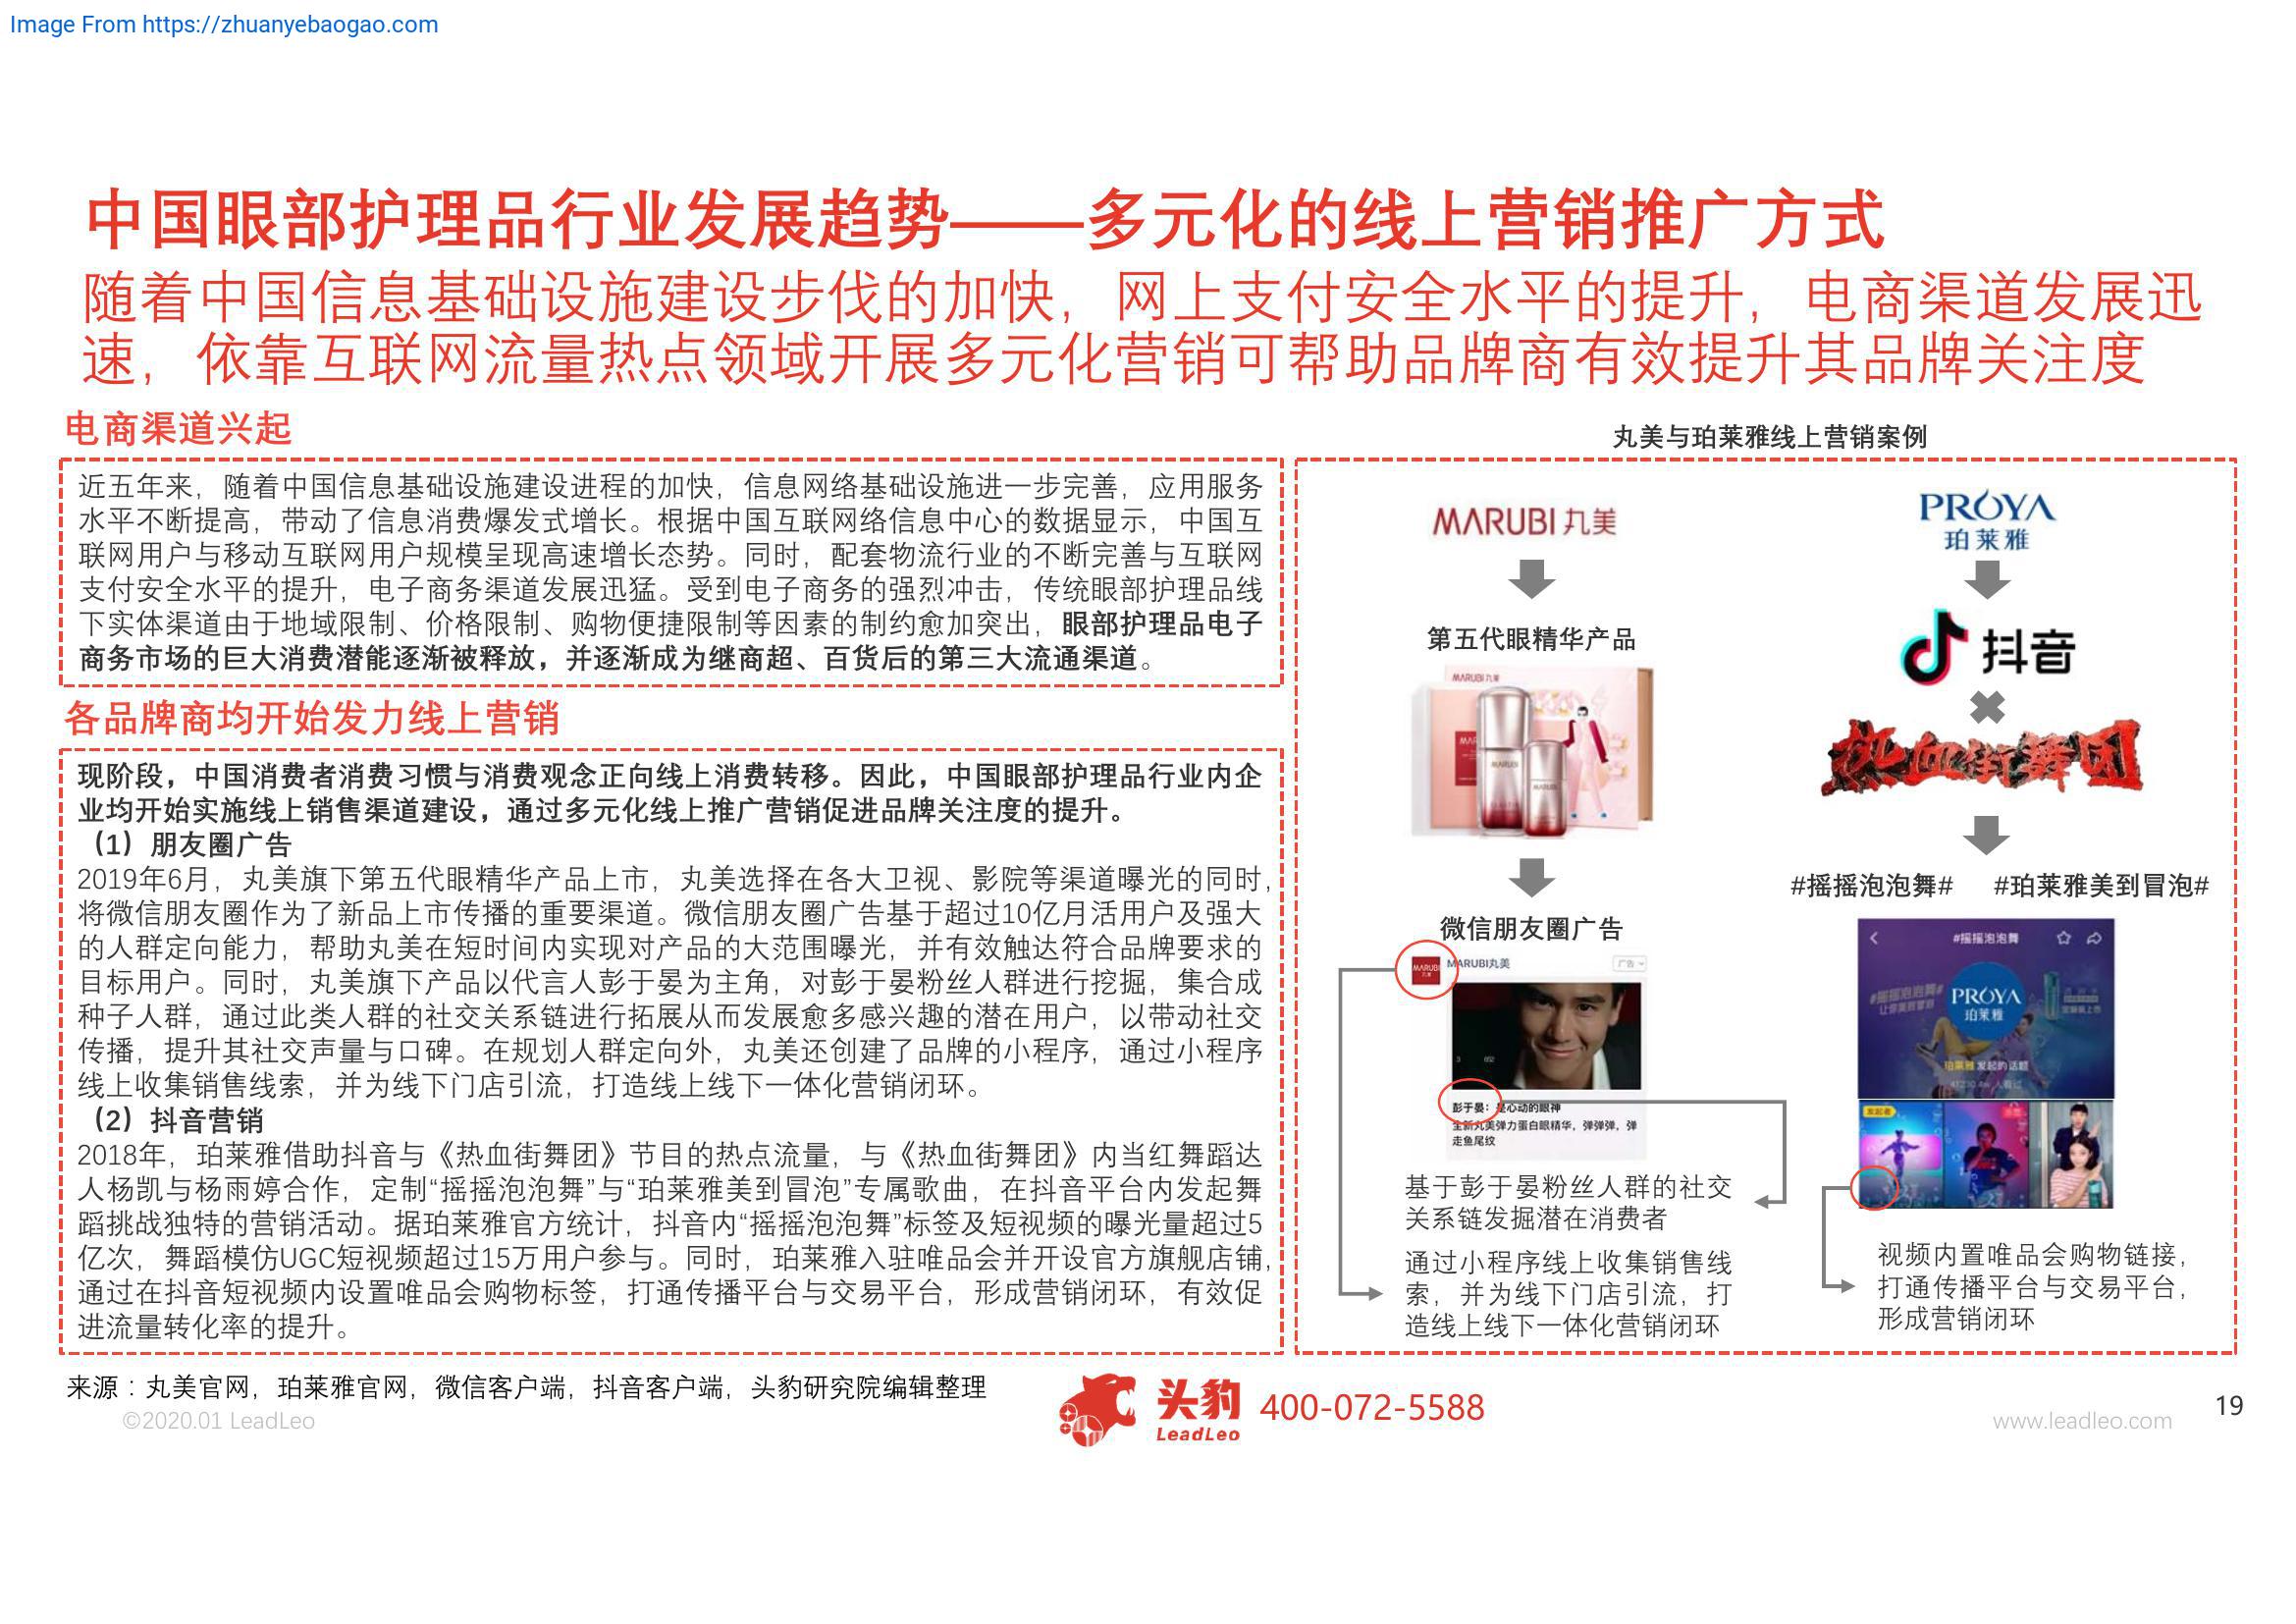 Image From https://zhuanyebaogao.com
中国眼部护理品行业发展趋势——多元化的线上营销推广方式
随着中国信息基础设施建设步伐的加快，网上支付安全水平的提升，电商渠道发展迅
速，依靠互联网流量热点领域开展多元化营销可帮助品牌商有效提升其品牌关注度
电商渠道兴起
近五年来，随着中国信息基础设施建设进程的加快，信息网络基础设施进一步完善，应用服务
水平不断提高，带动了信息消费爆发式增长。根据中国互联网络信息中心的数据显示，中国互
联网用户与移动互联网用户规模呈现高速增长态势。同时，配套物流行业的不断完善与互联网
支付安全水平的提升，电子商务渠道发展迅猛。受到电子商务的强烈冲击，传统眼部护理品线
下实体渠道由于地域限制、价格限制、购物便捷限制等因素的制约愈加突出，眼部护理品电子
商务市场的巨大消费潜能逐渐被释放，并逐渐成为继商超、百货后的第三大流通渠道。
各品牌商均开始发力线上营销
现阶段，中国消费者消费习惯与消费观念正向线上消费转移。因此，中国眼部护理品行业内企
业均开始实施线上销售渠道建设，通过多元化线上推广营销促进品牌关注度的提升。
（1）朋友圈广告
2019年6月，丸美旗下第五代眼精华产品上市，丸美选择在各大卫视、影院等渠道曝光的同时，
将微信朋友圈作为了新品上市传播的重要渠道。微信朋友圈广告基于超过10亿月活用户及强大
的人群定向能力，帮助丸美在短时间内实现对产品的大范围曝光，并有效触达符合品牌要求的
目标用户。同时，丸美旗下产品以代言人彭于晏为主角，对彭于晏粉丝人群进行挖掘，集合成
种子人群，通过此类人群的社交关系链进行拓展从而发展愈多感兴趣的潜在用户，以带动社交
传播，提升其社交声量与口碑。在规划人群定向外，丸美还创建了品牌的小程序，通过小程序
线上收集销售线索，并为线下门店引流，打造线上线下一体化营销闭环。
（2）抖音营销
2018年，珀莱雅借助抖音与《热血街舞团》节目的热点流量，与《热血街舞团》内当红舞蹈达
人杨凯与杨雨婷合作，定制“摇摇泡泡舞”与“珀莱雅美到冒泡”专属歌曲，在抖音平台内发起舞
蹈挑战独特的营销活动。据珀莱雅官方统计，抖音内“摇摇泡泡舞”标签及短视频的曝光量超过5
亿次，舞蹈模仿UGC短视频超过15万用户参与。同时，珀莱雅入驻唯品会并开设官方旗舰店铺，
通过在抖音短视频内设置唯品会购物标签，打通传播平台与交易平台，形成营销闭环，有效促
进流量转化率的提升。
丸美与珀莱雅线上营销案例
MARUBI 丸美
第五代眼精华产品
MARUBI 丸美
MARUBI
MARUBI
微信朋友圈广告
MARUBI
丸美
MARUBI丸美
广告
彭于晏：是心动的眼神
全新丸美弹力蛋白眼精华，弹弹弹，弹
走鱼尾纹
基于彭于晏粉丝人群的社交
关系链发掘潜在消费者
通过小程序线上收集销售线
索，并为线下门店引流，打
造线上线下一体化营销闭环
PROYA
珀莱雅
抖音
热血街舞团
#摇摇泡泡舞# #珀莱雅美到冒泡#
#摇摇泡泡舞
#摇摇泡泡舞#
PROYA
珀莱雅
珀莱雅 发起的话题
发起者
视频内置唯品会购物链接，
打通传播平台与交易平台，
形成营销闭环
来源：丸美官网，珀莱雅官网，微信客户端，抖音客户端，头豹研究院编辑整理
©2020.01 LeadLeo
头豹
LeadLeo
400-072-5588
www.leadleo.com
19